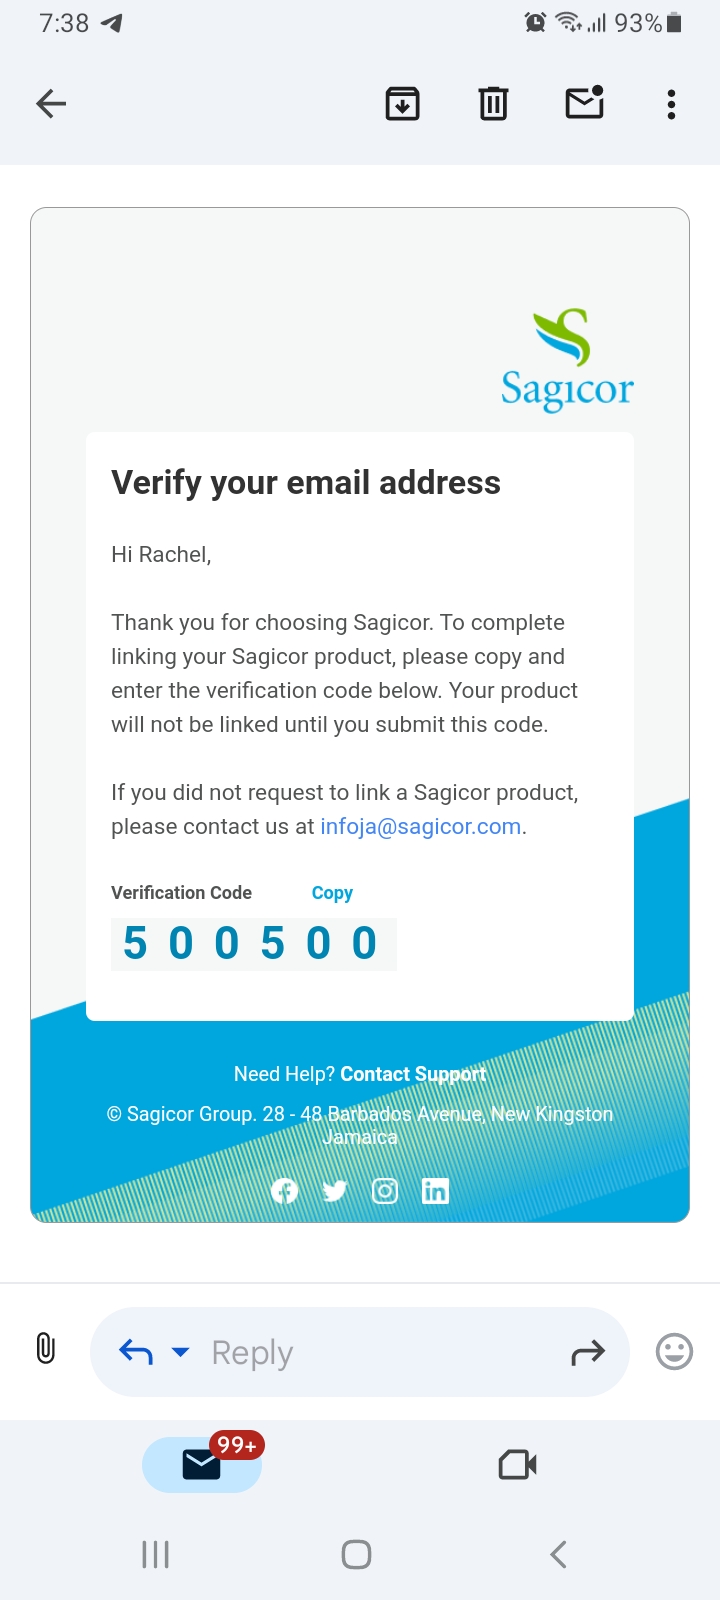 7:38
93%
Sagicor
Verify your email address
Hi Rachel,
Thank you for choosing Sagicor. To complete
linking your Sagicor product, please copy and
enter the verification code below. Your product
will not be linked until you submit this code.
If you did not request to link a Sagicor product,
please contact us at infoja@sagicor.com.
Verification Code Copy
5 0 0 5 0 0
Need Help? Contact Support
© Sagicor Group. 28 - 48 Barbados Avenue, New Kingston
Jamaica
Reply
99+